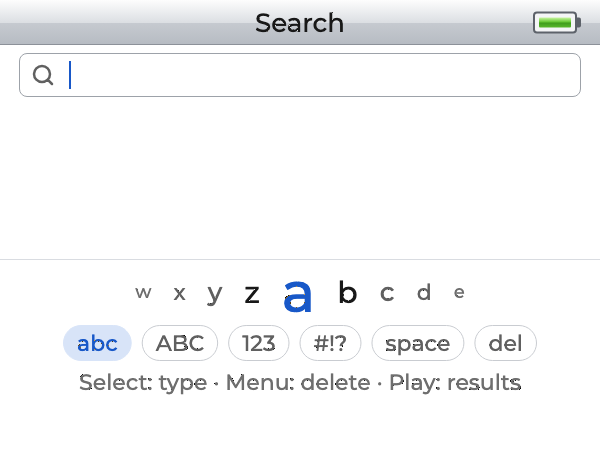 Search
w x y z a b c d e
abc ABC 123 #!? space del
Select: type · Menu: delete · Play: results